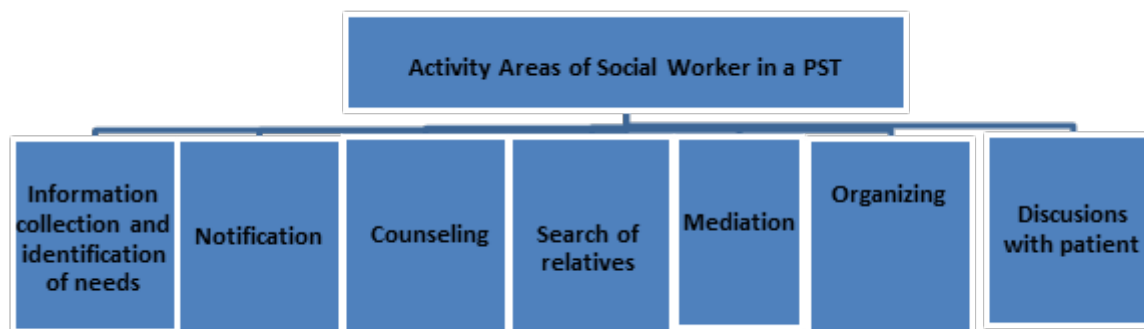 Activity Areas of Social Worker in a PST
Information
collection and
identification
of needs
Notification
Counseling
Search of
relatives
Mediation
Organizing
Discusions
with patient